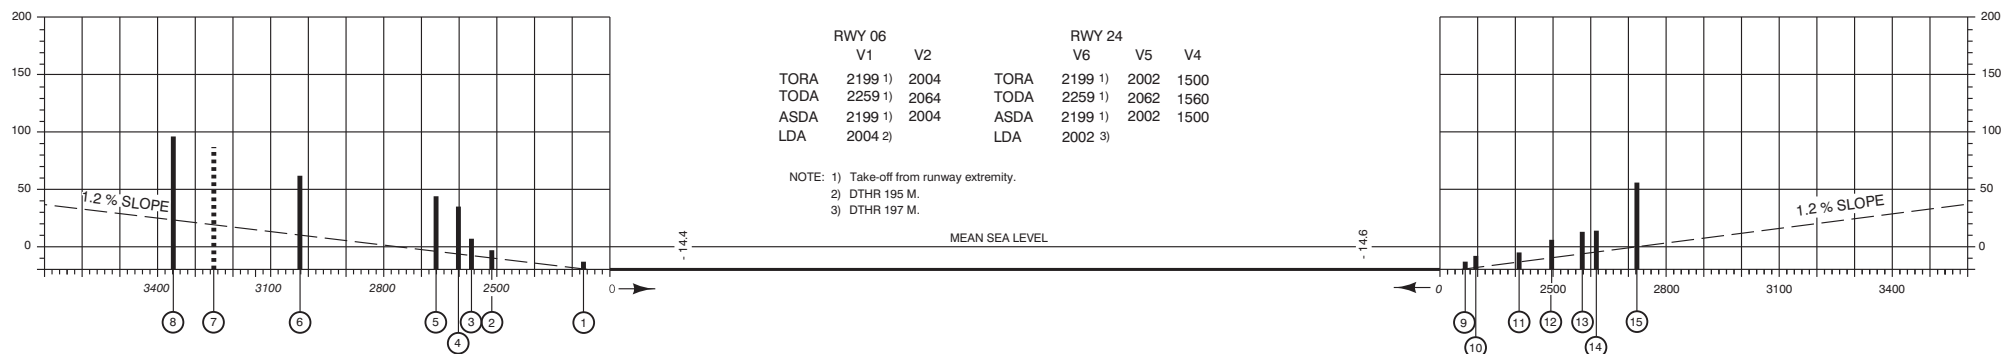 200
150
100
50
0
1.2 % SLOPE
3400 3100 2800 2500 0
8 7 6 5 4 3 2 1
RWY 06
V1 V2
TORA 2199 1) 2004
TODA 2259 1) 2064
ASDA 2199 1) 2004
LDA 2004 2)
RWY 24
V6 V5 V4
TORA 2199 1) 2002 1500
TODA 2259 1) 2062 1560
ASDA 2199 1) 2002 1500
LDA 2002 3)
NOTE: 1) Take-off from runway extremity.
2) DTHR 195 M.
3) DTHR 197 M.
-14.4
MEAN SEA LEVEL
-14.6
200
150
100
50
0
1.2 % SLOPE
0 2500 2800 3100 3400
9 10 11 12 13 14 15